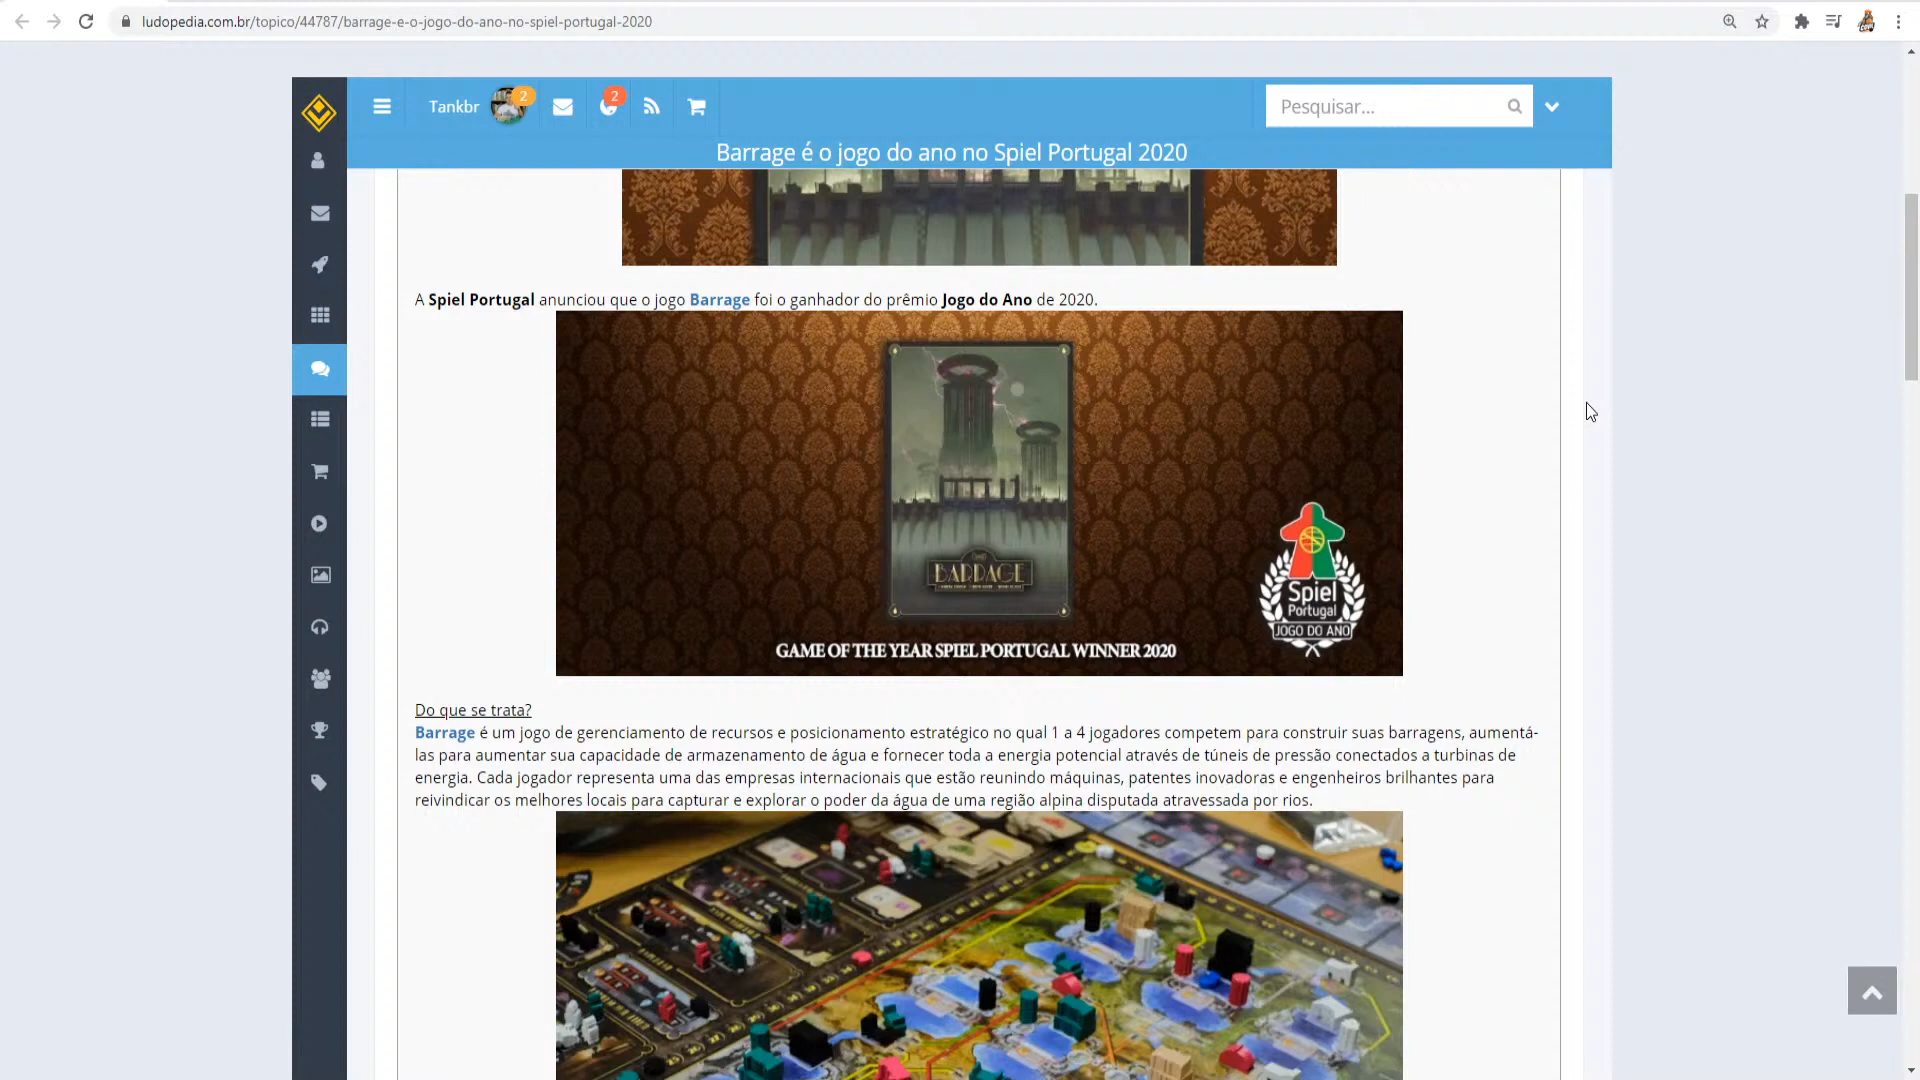 ludopedia.com.br/topico/44787/barrage-e-o-jogo-do-ano-no-spiel-portugal-2020
Tankbr
2
2
Pesquisar...
Barrage é o jogo do ano no Spiel Portugal 2020
A Spiel Portugal anunciou que o jogo Barrage foi o ganhador do prêmio Jogo do Ano de 2020.
BARRAGE
Spiel
Portugal
JOGO DO ANO
GAME OF THE YEAR SPIEL PORTUGAL WINNER 2020
Do que se trata?
Barrage é um jogo de gerenciamento de recursos e posicionamento estratégico no qual 1 a 4 jogadores competem para construir suas barragens, aumentá-
las para aumentar sua capacidade de armazenamento de água e fornecer toda a energia potencial através de túneis de pressão conectados a turbinas de
energia. Cada jogador representa uma das empresas internacionais que estão reunindo máquinas, patentes inovadoras e engenheiros brilhantes para
reivindicar os melhores locais para capturar e explorar o poder da água de uma região alpina disputada atravessada por rios.